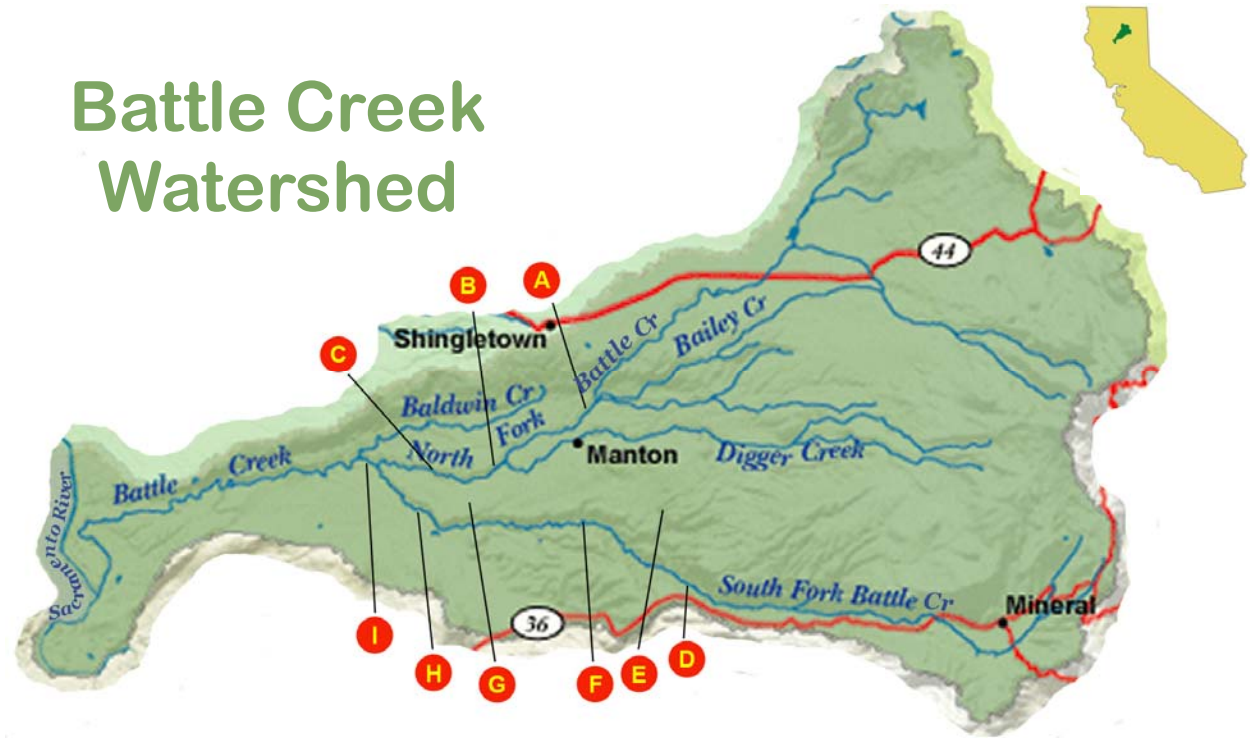 Battle Creek
Watershed
44
B
A
Shingletown
Battle Cr
Bailey Cr
C
Baldwin Cr
North Fork
Manton
Digger Creek
Battle Creek
Sacramento River
South Fork Battle Cr
Mineral
36
I
H
G
F
E
D